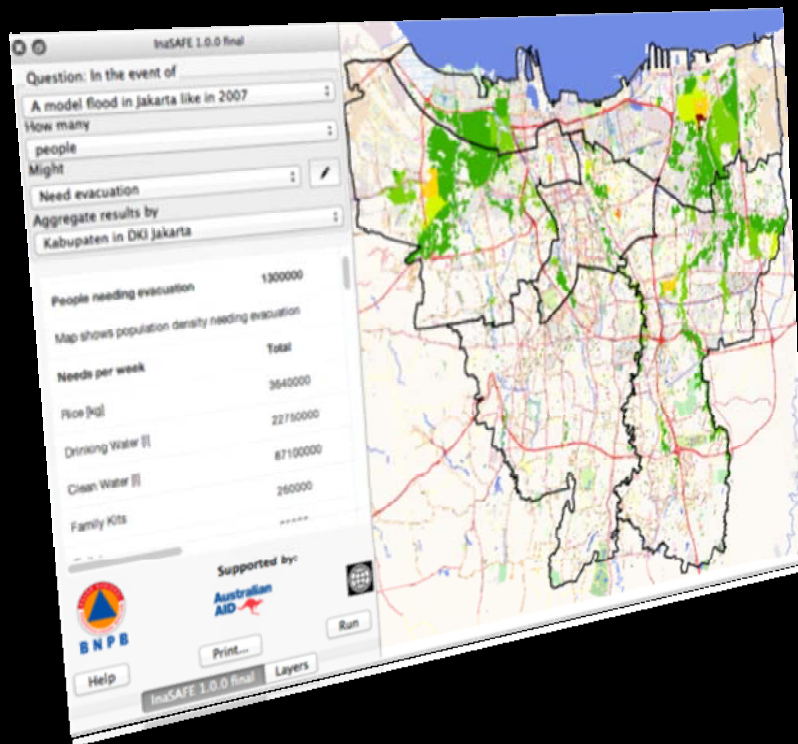 InaSAFE 1.0.0 final
Question: In the event of
A model flood in Jakarta like in 2007
How many
people
Might
Need evacuation
Aggregate results by
Kabupaten in DKI Jakarta
People needing evacuation 1300000
Map shows population density needing evacuation
Needs per week Total
Rice [kg] 3640000
Drinking Water [l] 22750000
Clean Water [l] 87100000
Family Kits 260000
Supported by:
Australian
AID
BNPB
Help Print... Run
InaSAFE 1.0.0 final Layers